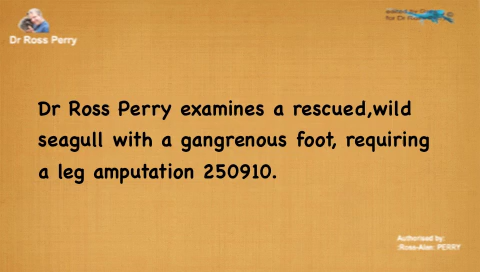 Dr Ross Perry
Dr Ross Perry examines a rescued,wild
seagull with a gangrenous foot, requiring
a leg amputation 250910.
Authorised by:
:Ross-Alan: PERRY